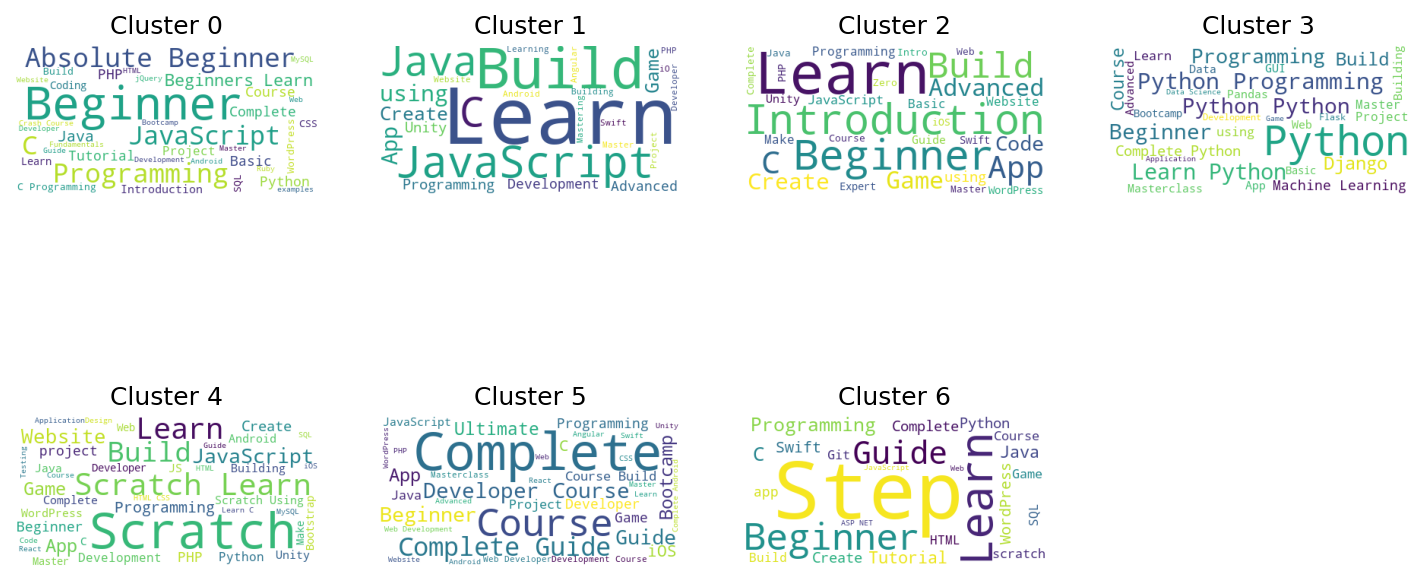 Cluster 0
Absolute Beginner
MySQL
Website
Build
PHP
HTML
jQuery
Beginners Learn
Coding
Course
Web
Beginner
Complete
Crash Course
Developer
Bootcamp
CSS
Java
JavaScript
WordPress
C
Fundamentals
Guide
Project
Master
Learn
Tutorial
Development
Android
Basic
Programming
Ruby
SQL
Python
C Programming
Introduction
examples
Cluster 1
Java
Build
Learning
Angular
Game
iO
PHP
Developer
Website
using
C
Learn
Android
Building
Mastering
Create
Unity
Swift
App
JavaScript
Master
Project
Programming
Development
Advanced
Cluster 2
Complete
Java
Programming
Intro
Web
Learn
PHP
Build
Zero
Advanced
Unity
JavaScript
Basic
Website
Introduction
iOS
Make
Course
Guide
Swift
Code
C
Beginner
App
Create
Expert
Game
using
Master
WordPress
Cluster 3
Course
Advanced
Learn
Programming
Build
Building
Data
GUI
Python Programming
Data Science
Pandas
Bootcamp
Python Python
Master
Development
Game
Flask
Project
Beginner
using
Web
Python
Complete Python
Application
Django
Learn Python
Basic
Masterclass
App
Machine Learning
Cluster 4
Application
Design
Web
Learn
Create
Website
Android
SQL
project
Build
Guide
JavaScript
Testing
Java
Developer
JS
HTML
Building
iOS
Course
Game
Scratch Learn
Complete
HTML CSS
Scratch Using
WordPress
Programming
Learn C
MySQL
Make
Bootstrap
Beginner
Scratch
Code
C
React
App
Master
Development
PHP
Python
Unity
Cluster 5
JavaScript
Ultimate
Programming
Unity
WordPress
PHP
Complete
C
Angular
Swift
Web
CSS
Bootcamp
App
Masterclass
React
Course Build
Master
Java
Developer Course
Learn
Advanced
Project
Developer
Complete Android
Beginner
Course
Game
Web Development
Guide
Complete Guide
iOS
Website
Android
Web Developer
Development Course
Cluster 6
Programming
Complete
Python
C
Swift
Git
Guide
Learn
Course
Java
JavaScript
Web
Game
Step
app
WordPress
SQL
ASP NET
Beginner
HTML
scratch
Build
Create
Tutorial